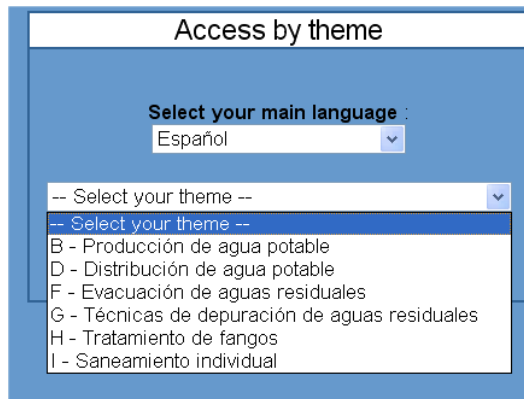 Access by theme
Select your main language :
Español
-- Select your theme --
-- Select your theme --
B - Producción de agua potable
D - Distribución de agua potable
F - Evacuación de aguas residuales
G - Técnicas de depuración de aguas residuales
H - Tratamiento de fangos
I - Saneamiento individual